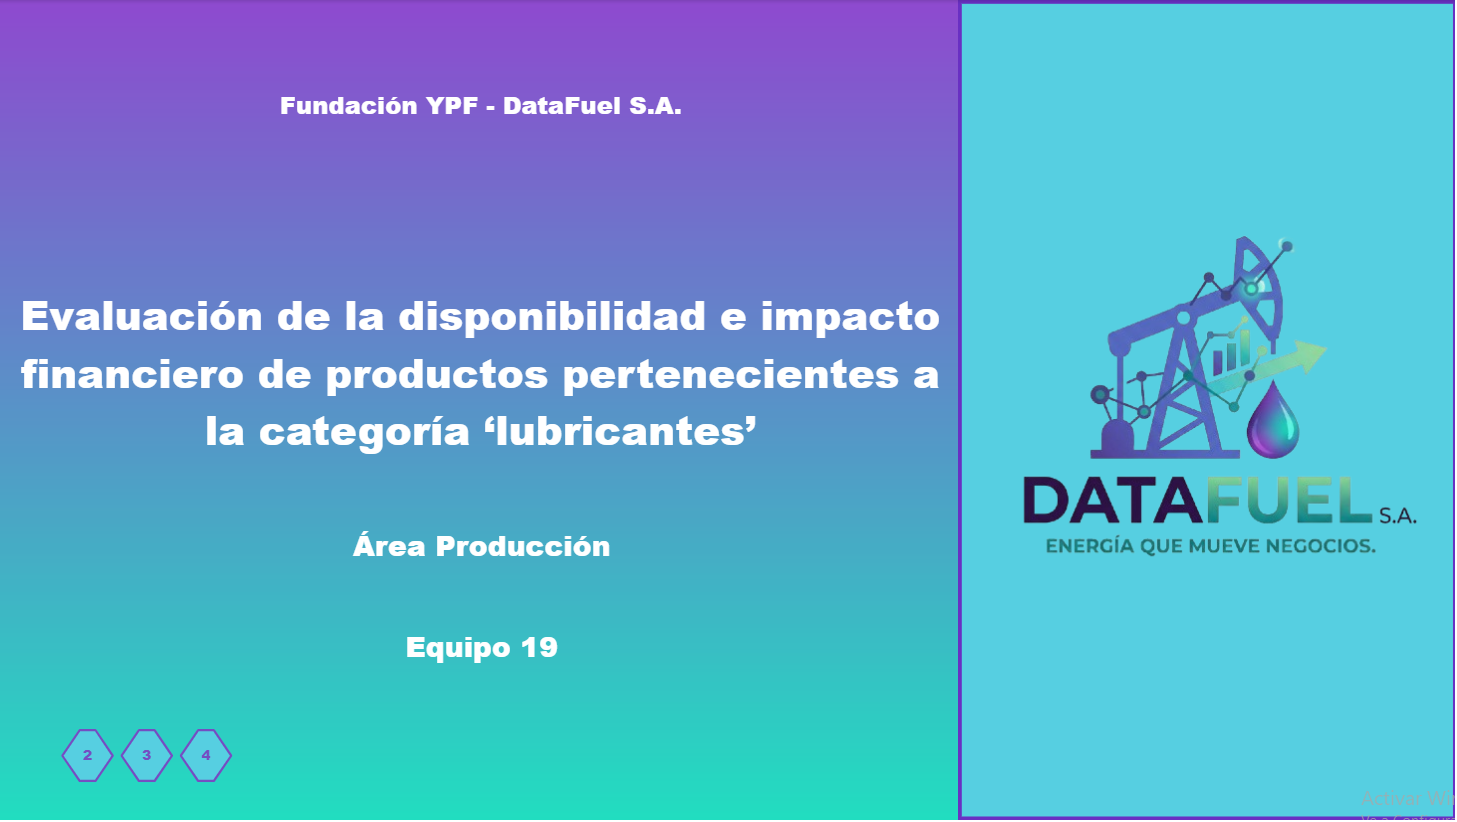 Fundación YPF - DataFuel S.A.
Evaluación de la disponibilidad e impacto
financiero de productos pertenecientes a
la categoría ‘lubricantes’
Área Producción
Equipo 19
2 3 4
DATAFUEL S.A.
ENERGÍA QUE MUEVE NEGOCIOS.
Activar